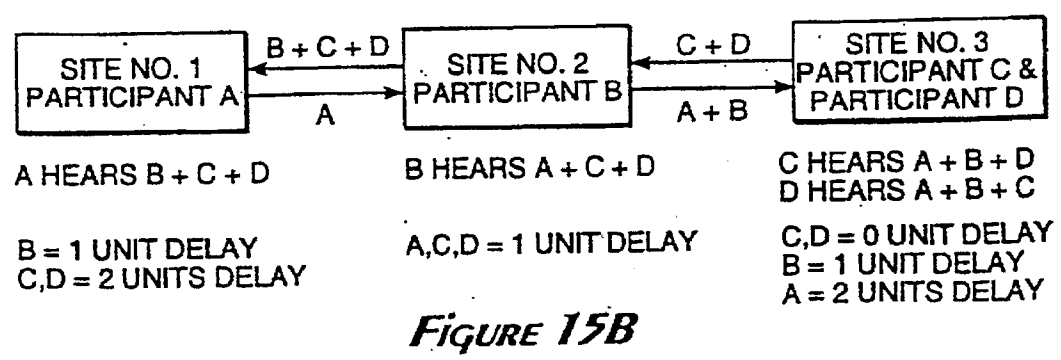 SITE NO. 1
PARTICIPANT A
B + C + D
A
SITE NO. 2
PARTICIPANT B
C + D
A + B
SITE NO. 3
PARTICIPANT C &
PARTICIPANT D
A HEARS B + C + D
B = 1 UNIT DELAY
C,D = 2 UNITS DELAY
B HEARS A + C + D
A,C,D = 1 UNIT DELAY
C HEARS A + B + D
D HEARS A + B + C
C,D = 0 UNIT DELAY
B = 1 UNIT DELAY
A = 2 UNITS DELAY
FIGURE 15B